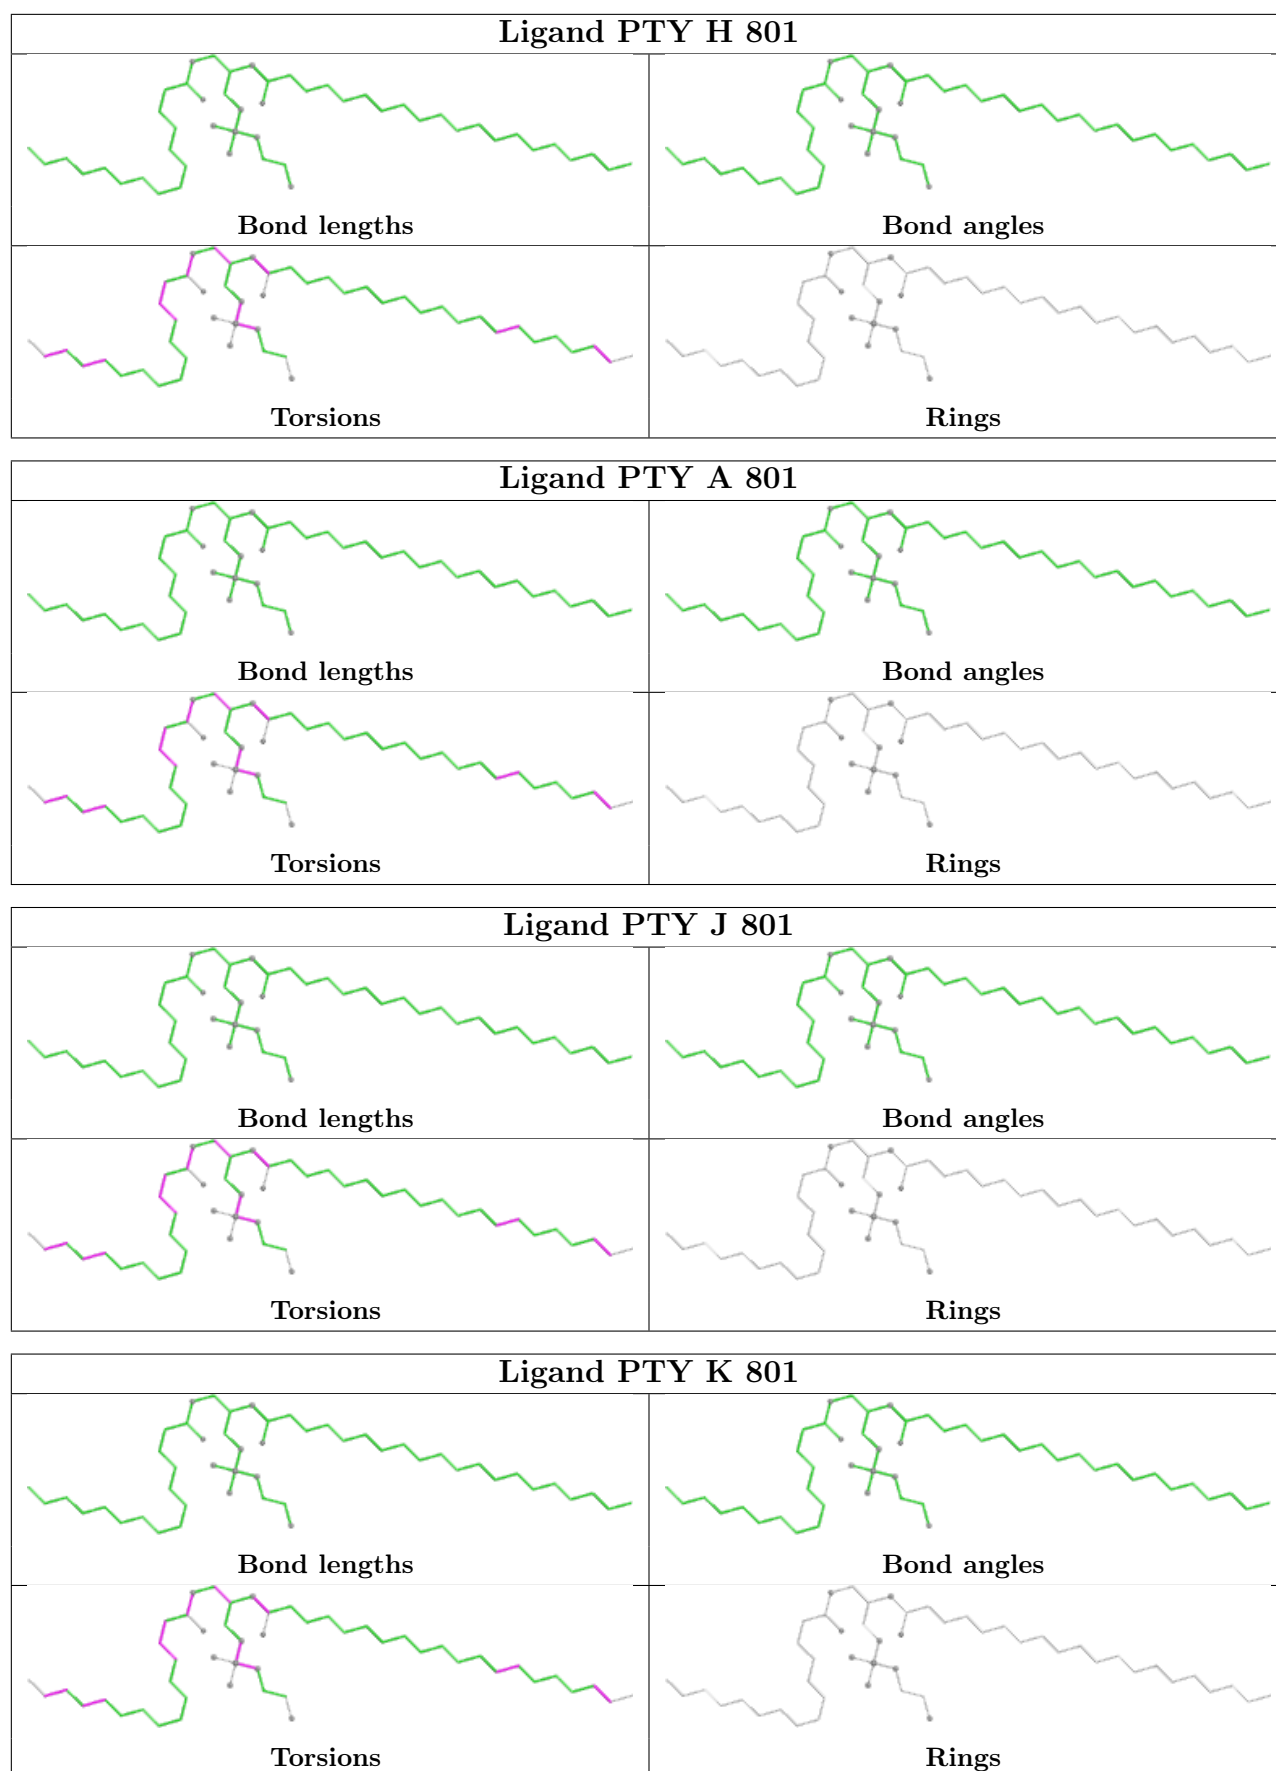 Ligand PTY H 801
Bond lengths
Bond angles
Torsions
Rings
Ligand PTY A 801
Bond lengths
Bond angles
Torsions
Rings
Ligand PTY J 801
Bond lengths
Bond angles
Torsions
Rings
Ligand PTY K 801
Bond lengths
Bond angles
Torsions
Rings